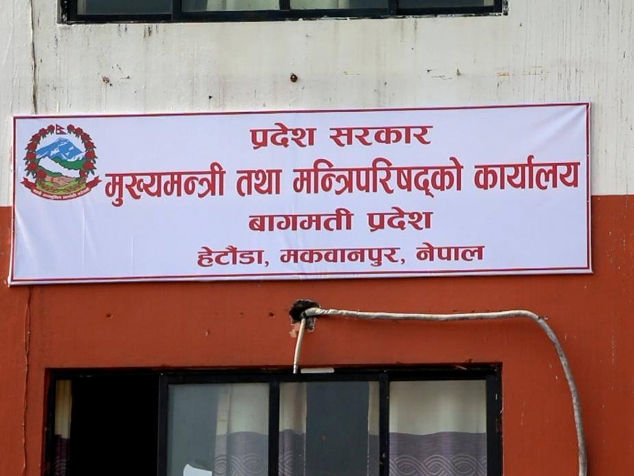 प्रदेश सरकार
मुख्यमन्त्री तथा मन्त्रिपरिषद्को कार्यालय
बागमती प्रदेश
हेटौंडा, मकवानपुर, नेपाल